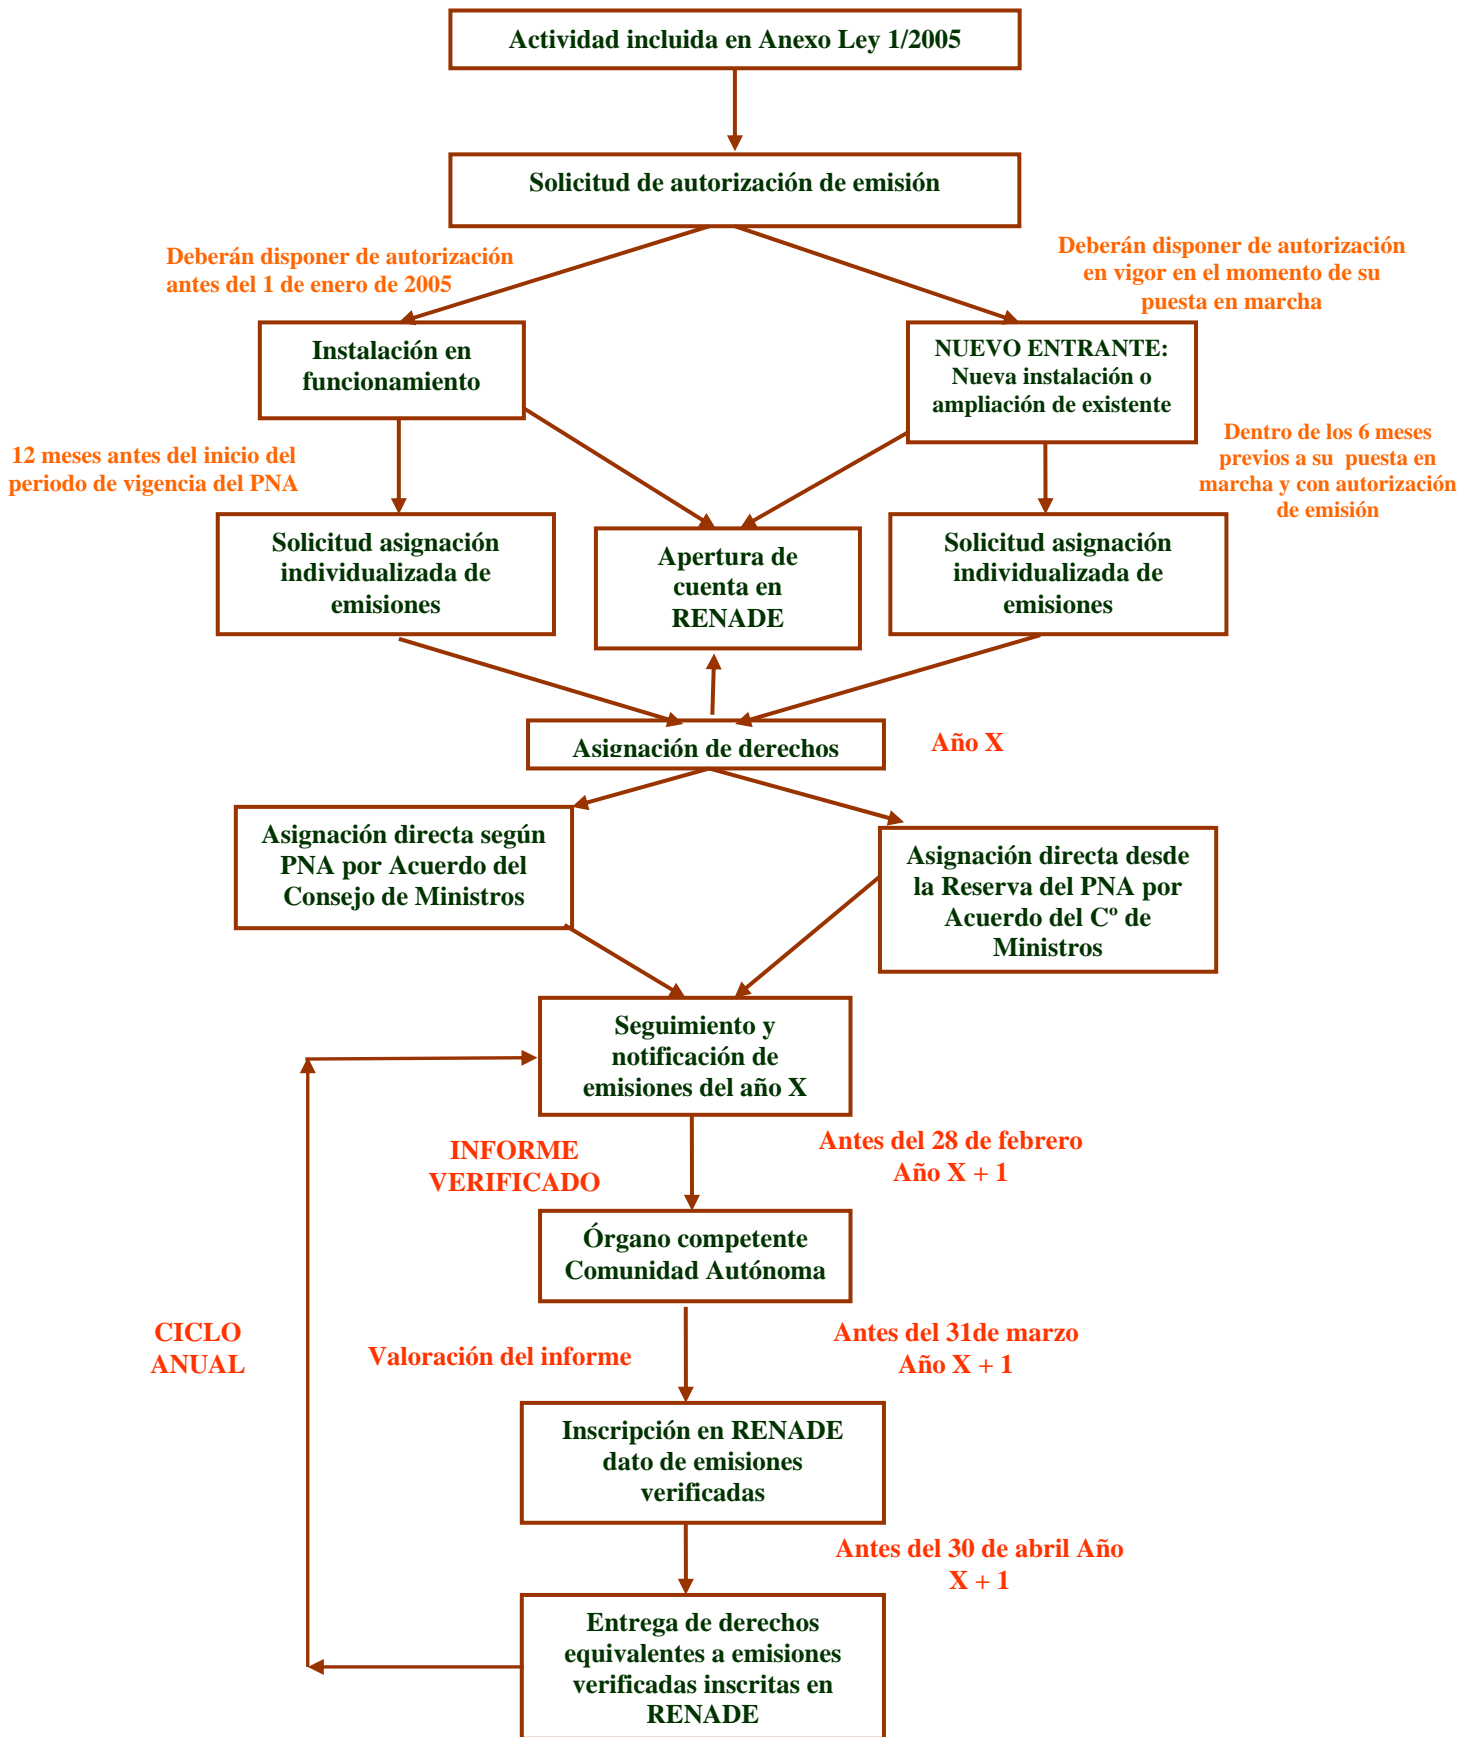 Actividad incluida en Anexo Ley 1/2005
Solicitud de autorización de emisión
Deberán disponer de autorización
antes del 1 de enero de 2005
Deberán disponer de autorización
en vigor en el momento de su
puesta en marcha
Instalación en
funcionamiento
NUEVO ENTRANTE:
Nueva instalación o
ampliación de existente
12 meses antes del inicio del
periodo de vigencia del PNA
Dentro de los 6 meses
previos a su puesta en
marcha y con autorización
de emisión
Solicitud asignación
individualizada de
emisiones
Apertura de
cuenta en
RENADE
Solicitud asignación
individualizada de
emisiones
Asignación de derechos
Año X
Asignación directa según
PNA por Acuerdo del
Consejo de Ministros
Asignación directa desde
la Reserva del PNA por
Acuerdo del Cº de
Ministros
Seguimiento y
notificación de
emisiones del año X
INFORME
VERIFICADO
Antes del 28 de febrero
Año X + 1
Órgano competente
Comunidad Autónoma
CICLO
ANUAL
Valoración del informe
Antes del 31de marzo
Año X + 1
Inscripción en RENADE
dato de emisiones
verificadas
Antes del 30 de abril Año
X + 1
Entrega de derechos
equivalentes a emisiones
verificadas inscritas en
RENADE